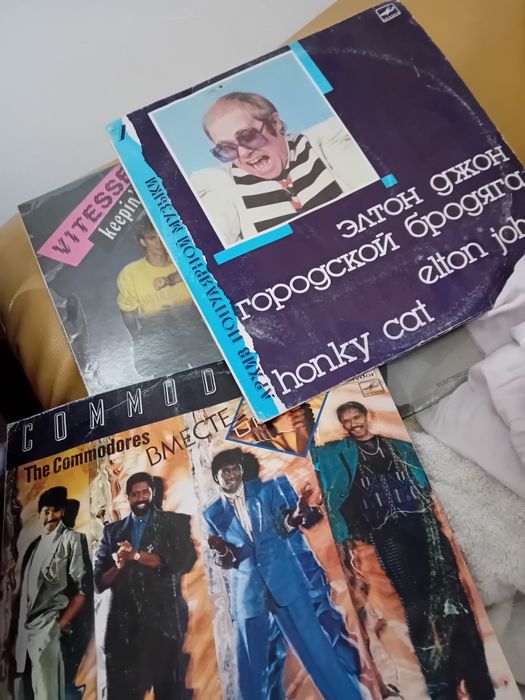 АРХИВ ПОПУЛЯРНОЙ МУЗЫКИ
элтон джон
городской бродяга
elton joh
honky cat
VITESSE
keepin'
COMMOD
The Commodores
ВМЕСТЕ